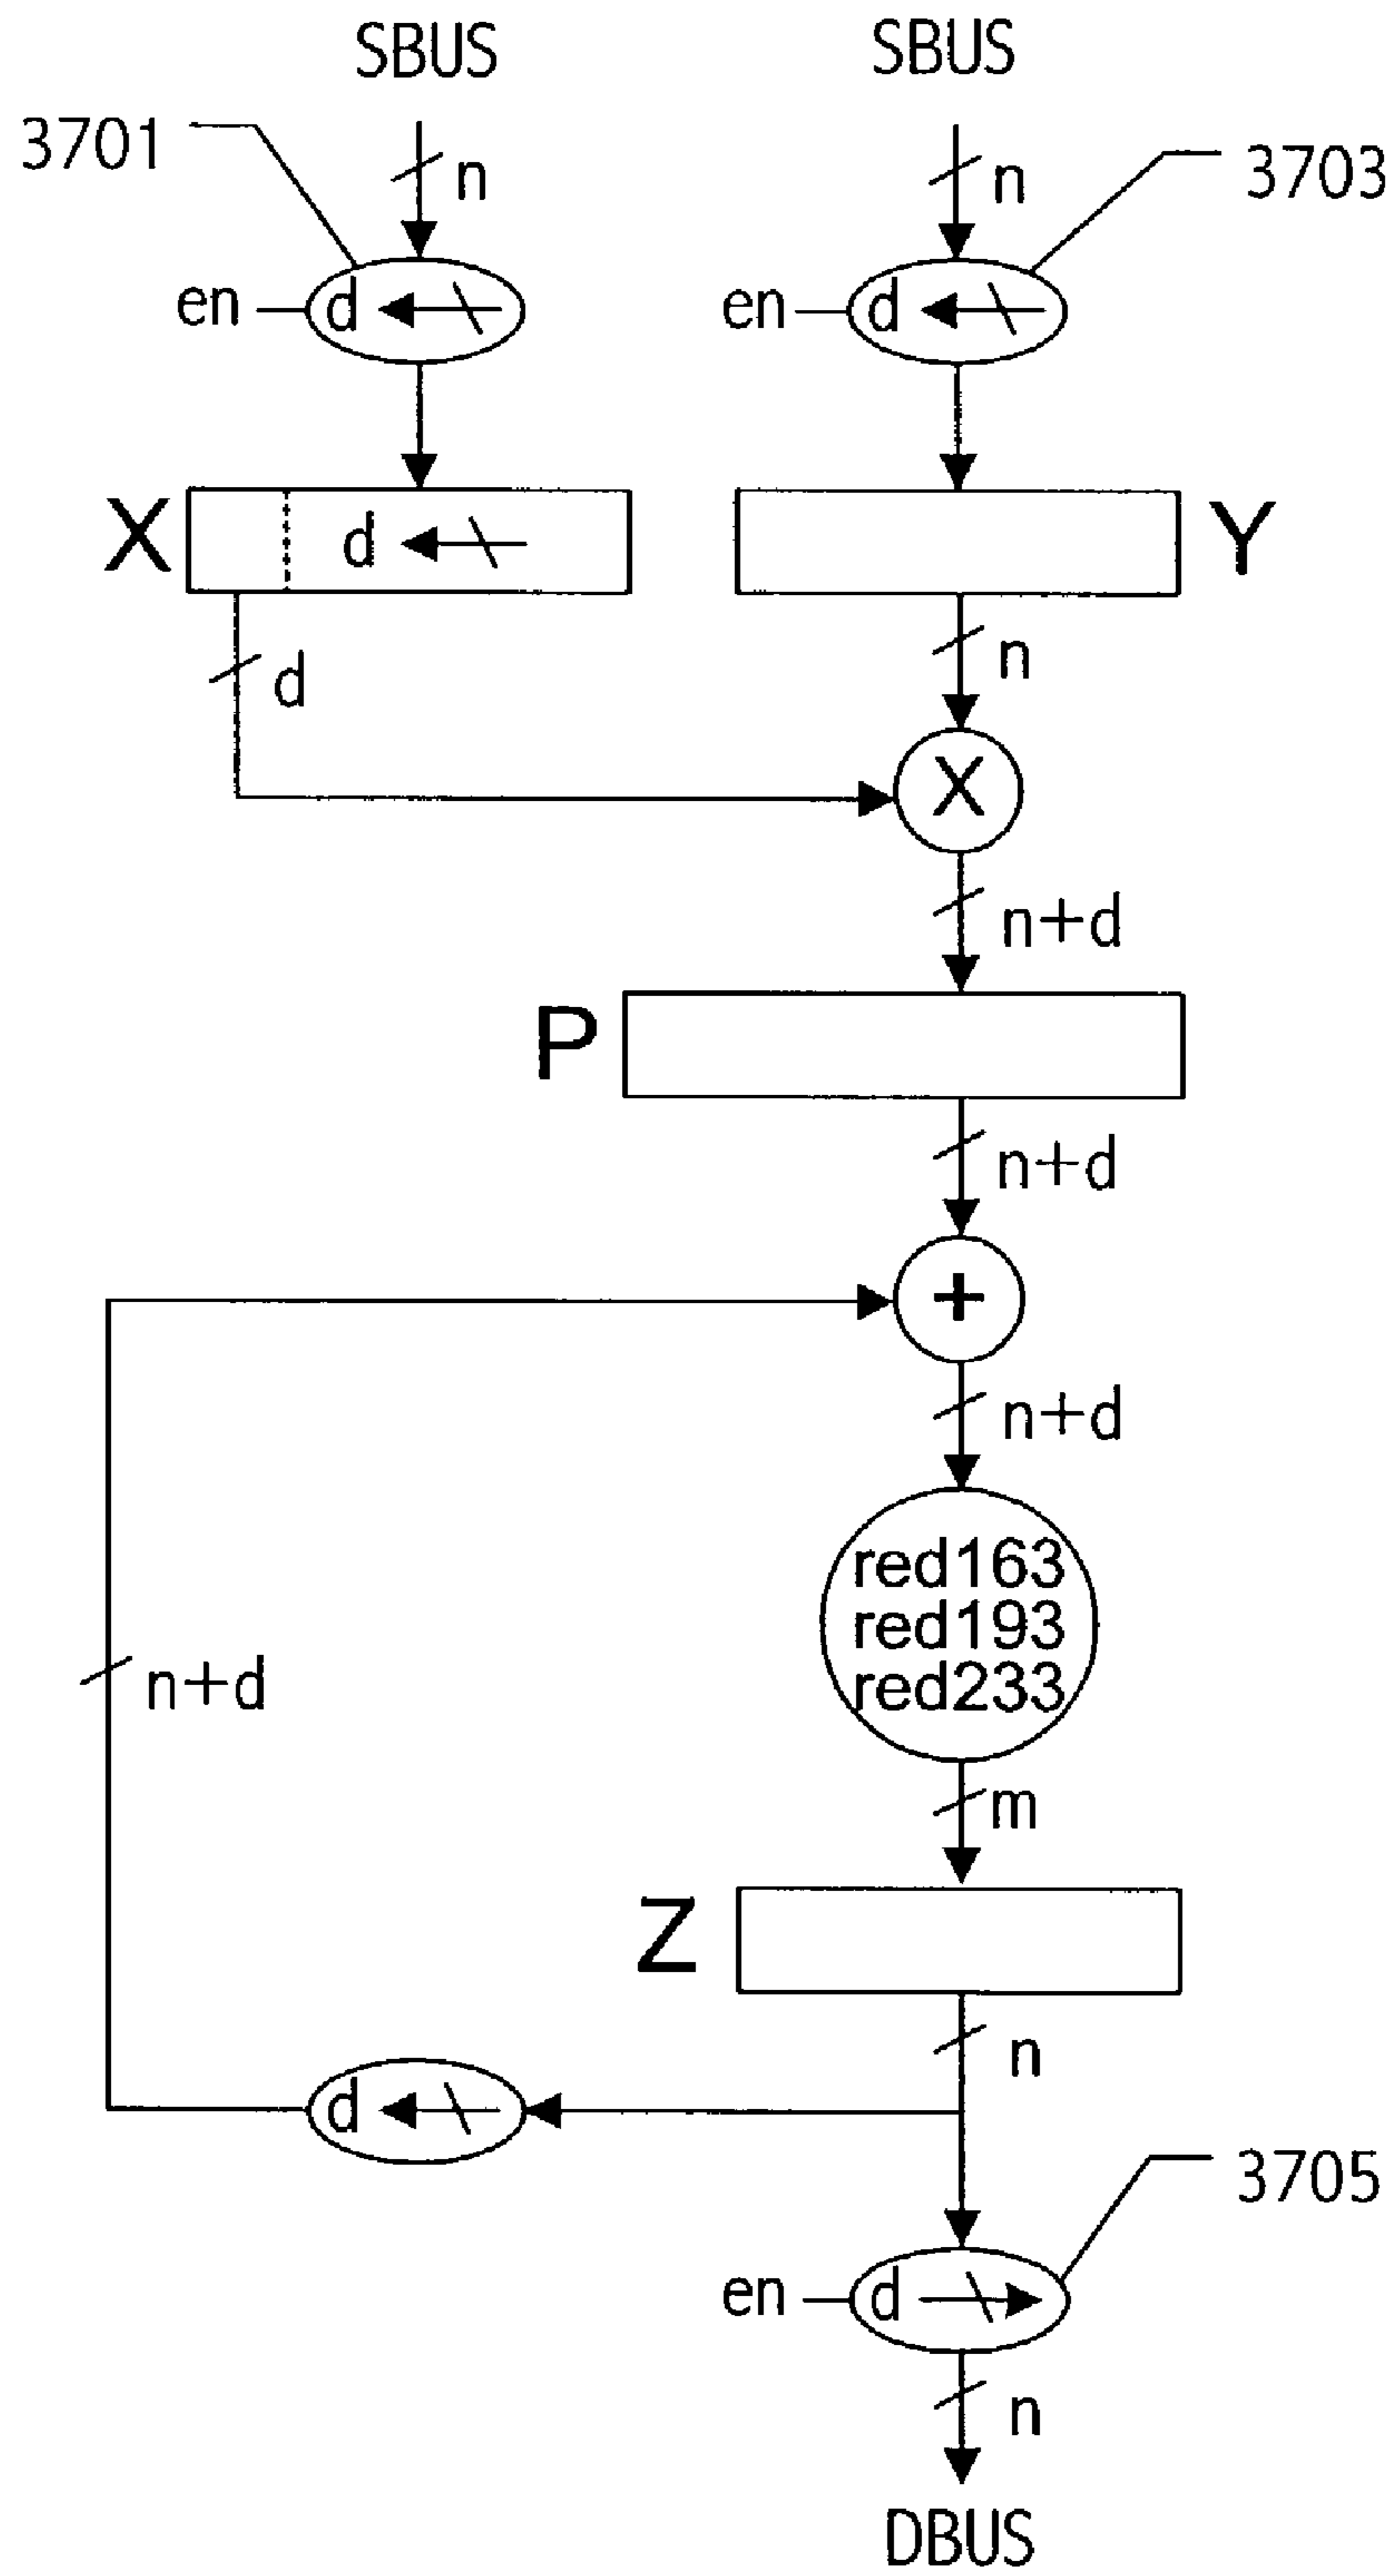 SBUS
SBUS
3701
n
n
3703
en
d
en
d
X
d
Y
d
n
X
n+d
P
n+d
+
n+d
red163
red193
red233
n+d
m
Z
n
d
3705
en
d
n
DBUS